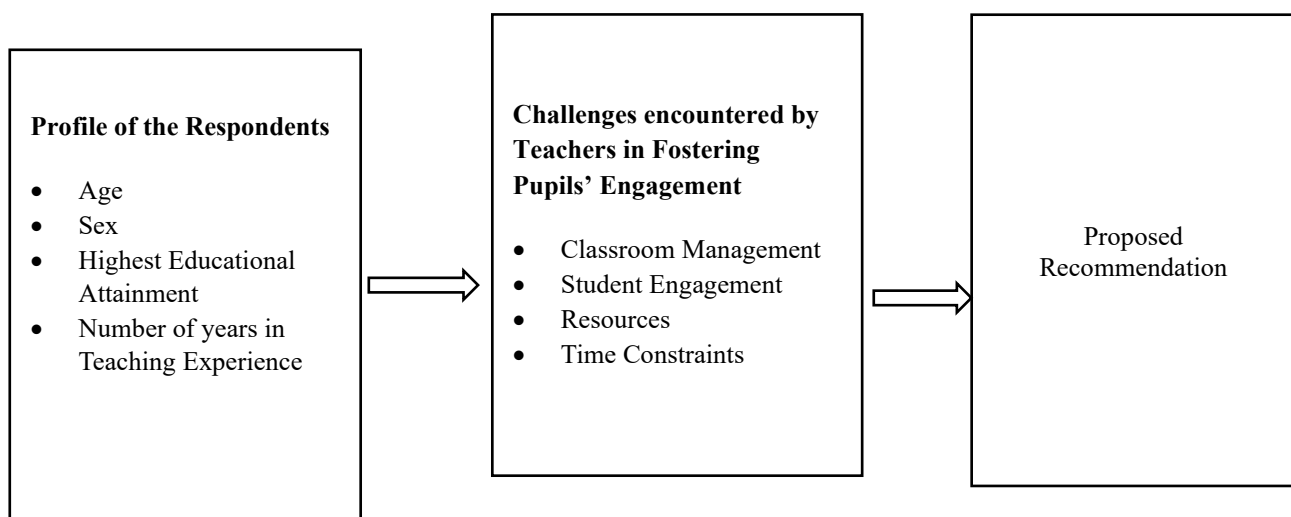 Profile of the Respondents
• Age
• Sex
• Highest Educational
Attainment
• Number of years in
Teaching Experience
Challenges encountered by
Teachers in Fostering
Pupils’ Engagement
• Classroom Management
• Student Engagement
• Resources
• Time Constraints
Proposed
Recommendation